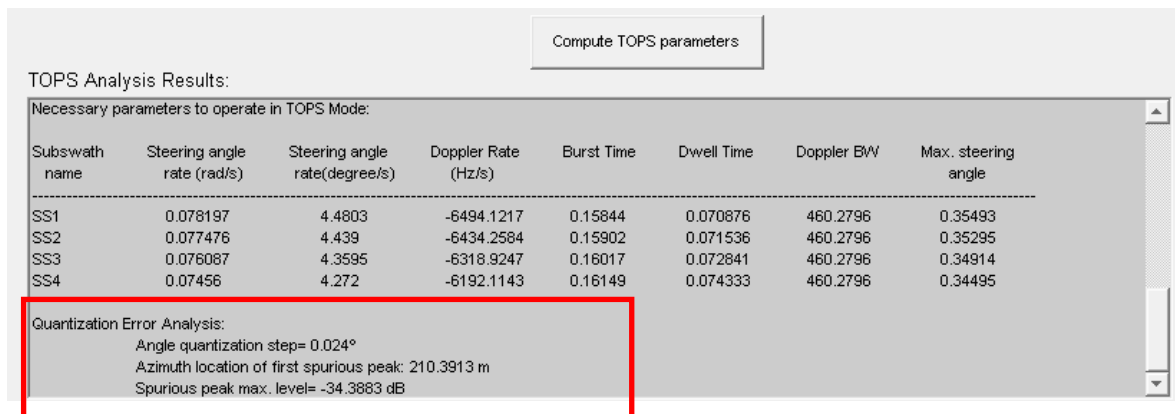 Compute TOPS parameters
TOPS Analysis Results:
Necessary parameters to operate in TOPS Mode:
Subswath Steering angle Steering angle Doppler Rate Burst Time Dwell Time Doppler BW Max. steering
name rate (rad/s) rate(degree/s) (Hz/s) angle
SS1 0.078197 4.4803 -6494.1217 0.15844 0.070876 460.2796 0.35493
SS2 0.077476 4.439 -6434.2584 0.15902 0.071536 460.2796 0.35295
SS3 0.076087 4.3595 -6318.9247 0.16017 0.072841 460.2796 0.34914
SS4 0.07456 4.272 -6192.1143 0.16149 0.074333 460.2796 0.34495
Quantization Error Analysis:
Angle quantization step= 0.024º
Azimuth location of first spurious peak: 210.3913 m
Spurious peak max. level= -34.3883 dB